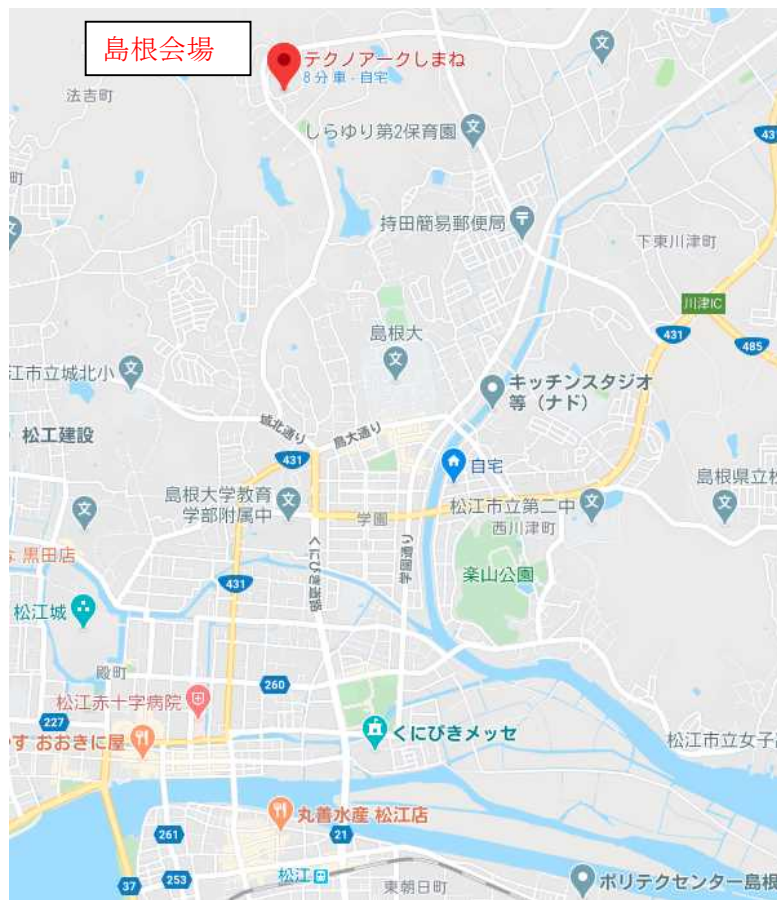 島根会場
テクノアークしまね
8 分 車 - 自宅
法吉町
しらゆり第2保育園
431
町
持田簡易郵便局
下東川津町
川津IC
431
485
島根大
江市立城北小
キッチンスタジオ
等（ナド）
松工建設
城北通り
島大通り
431
自宅
島根大学教育
学部附属中
学園
松江市立第二中
西川津町
島根県立松
学園通り
黒田店
431
楽山公園
松江城
殿町
260
松江赤十字病院
227
やす おおきに屋
くにびきメッセ
松江市立女子高
丸善水産 松江店
261
21
37
253
松江
東朝日町
ポリテクセンター島根